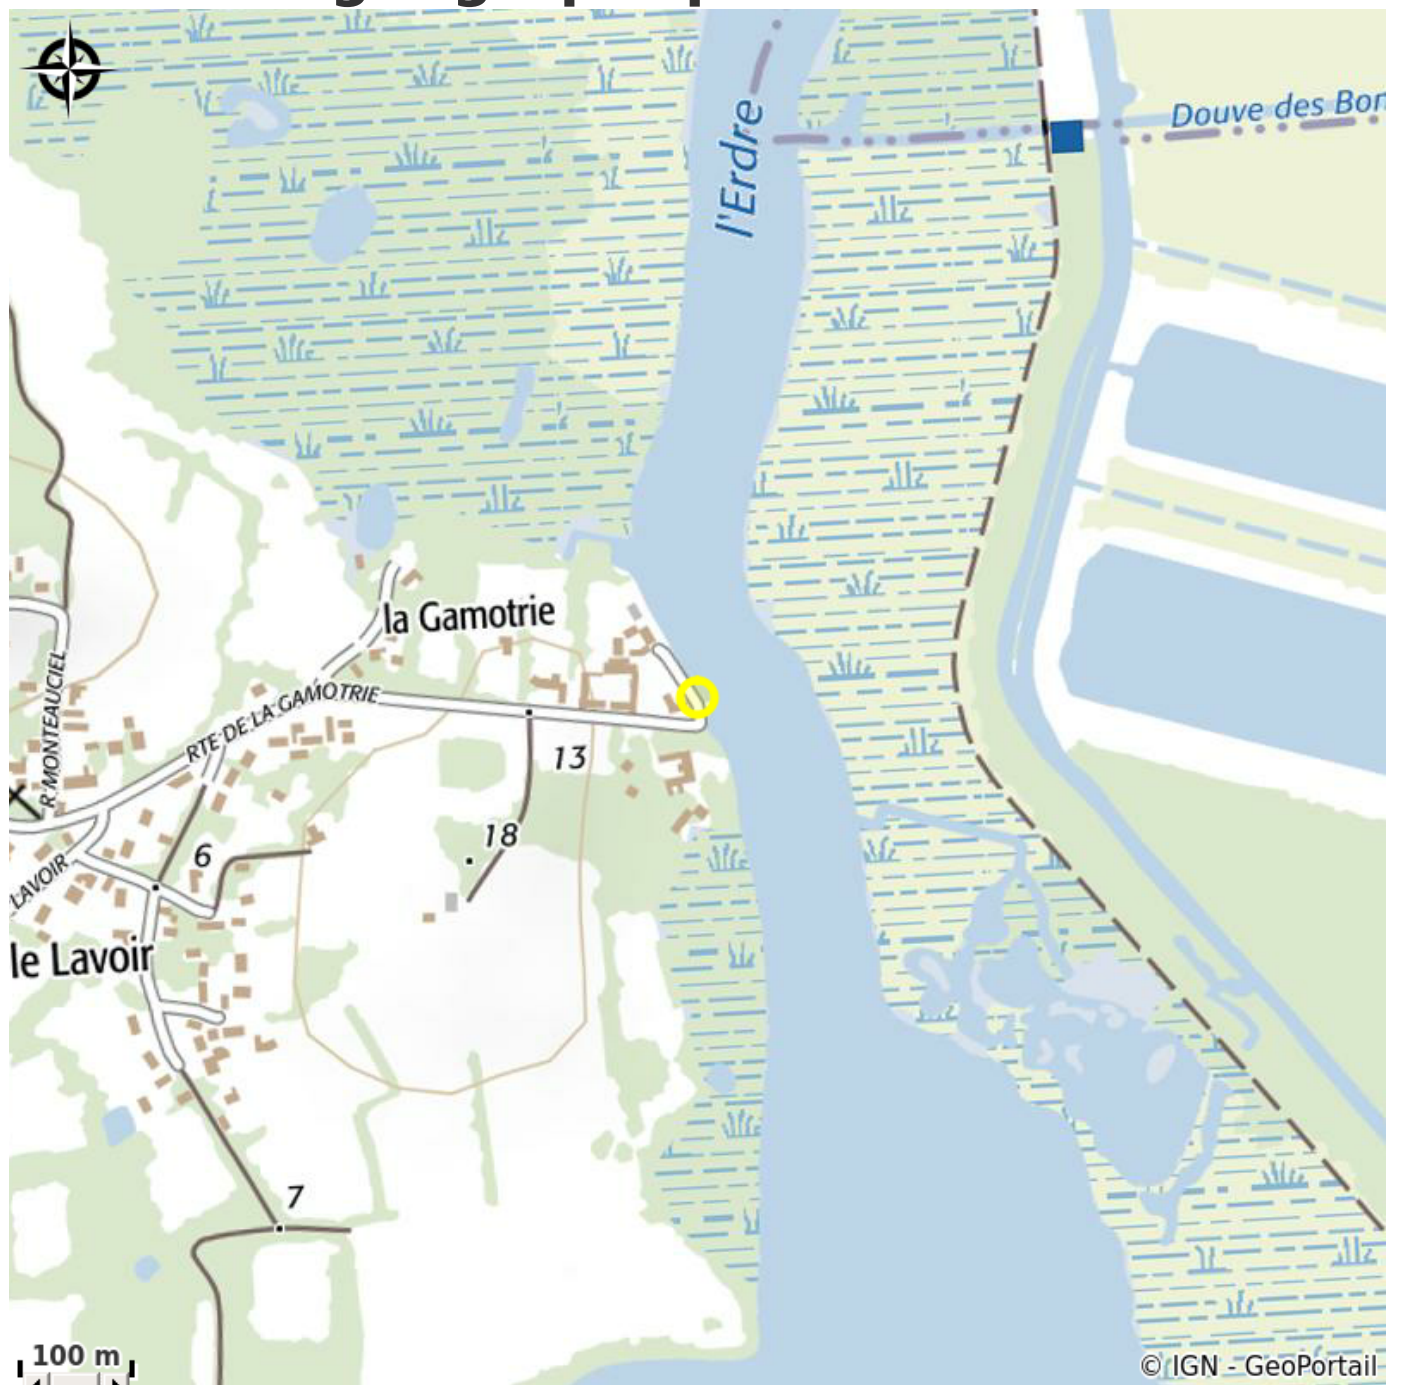 l'Erdre
Douve des Bor
la Gamotrie
R. MONTEAUCIEL
RTE DE LA GAMOTRIE
13
18
6
LAVOIR
le Lavoir
7
100 m
© IGN - GeoPortail